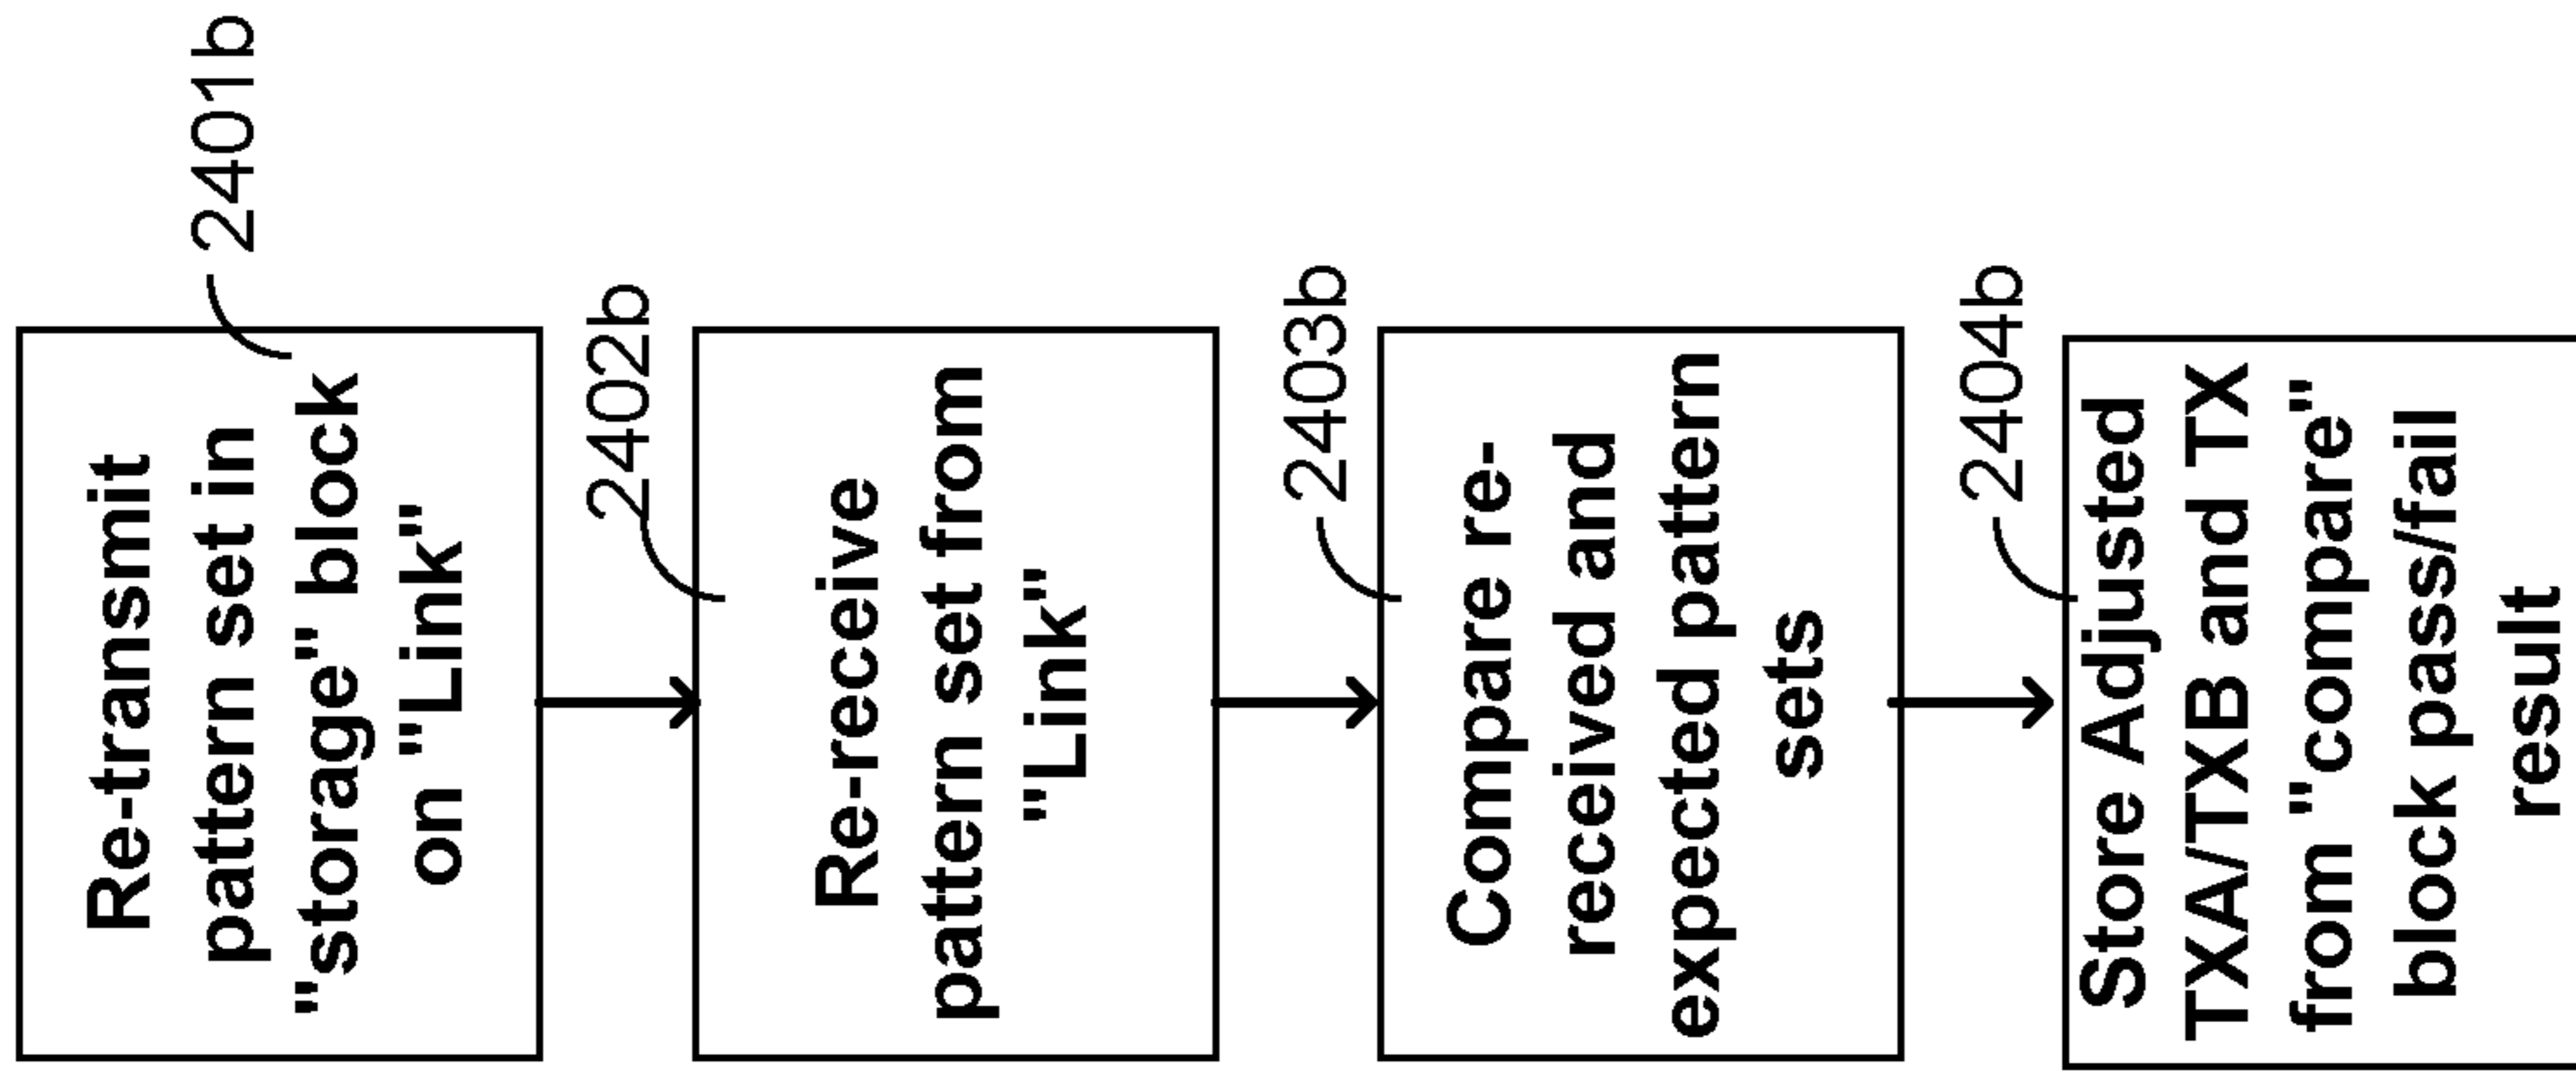 2401b
Re-transmit
pattern set in
"storage" block
on "Link"
2402b
Re-receive
pattern set from
"Link"
2403b
Compare re-
received and
expected pattern
sets
2404b
Store Adjusted
TXA/TXB and TX
from "compare"
block pass/fail
result